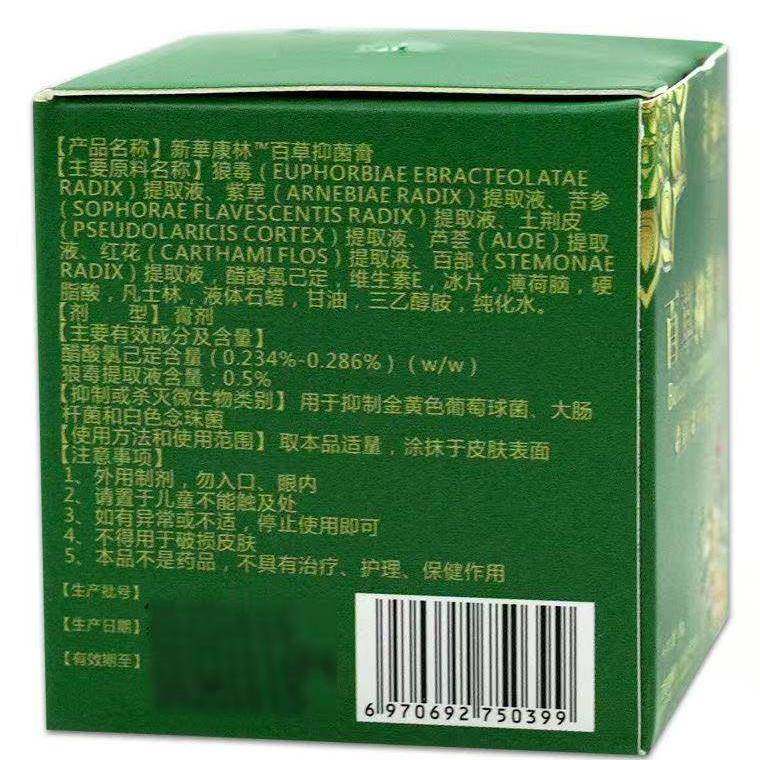 【产品名称】新莘康林™百草抑菌膏
【主要原料名称】狼毒（EUPHORBIAE EBRACTEOLATAE
RADIX）提取液、紫草（ARNEBIAE RADIX）提取液、苦参
（SOPHORAE FLAVESCENTIS RADIX）提取液、土荆皮
（PSEUDOLARICIS CORTEX）提取液、芦荟（ALOE）提取
液、红花（CARTHAMI FLOS）提取液、百部（STEMONAE
RADIX）提取液，醋酸氯己定，维生素E，冰片，薄荷脑，硬
脂酸，凡士林，液体石蜡，甘油，三乙醇胺，纯化水。
【剂 型】膏剂
【主要有效成分及含量】
醋酸氯己定含量（0.234%-0.286%）（w/w）
狼毒提取液含量：0.5%
【抑制或杀灭微生物类别】用于抑制金黄色葡萄球菌、大肠
杆菌和白色念珠菌
【使用方法和使用范围】取本品适量，涂抹于皮肤表面
【注意事项】
1、外用制剂，勿入口、眼内
2、请置于儿童不能触及处
3、如有异常或不适，停止使用即可
4、不得用于破损皮肤
5、本品不是药品，不具有治疗、护理、保健作用
【生产批号】
【生产日期】
【有效期至】
6 970692 750399
百